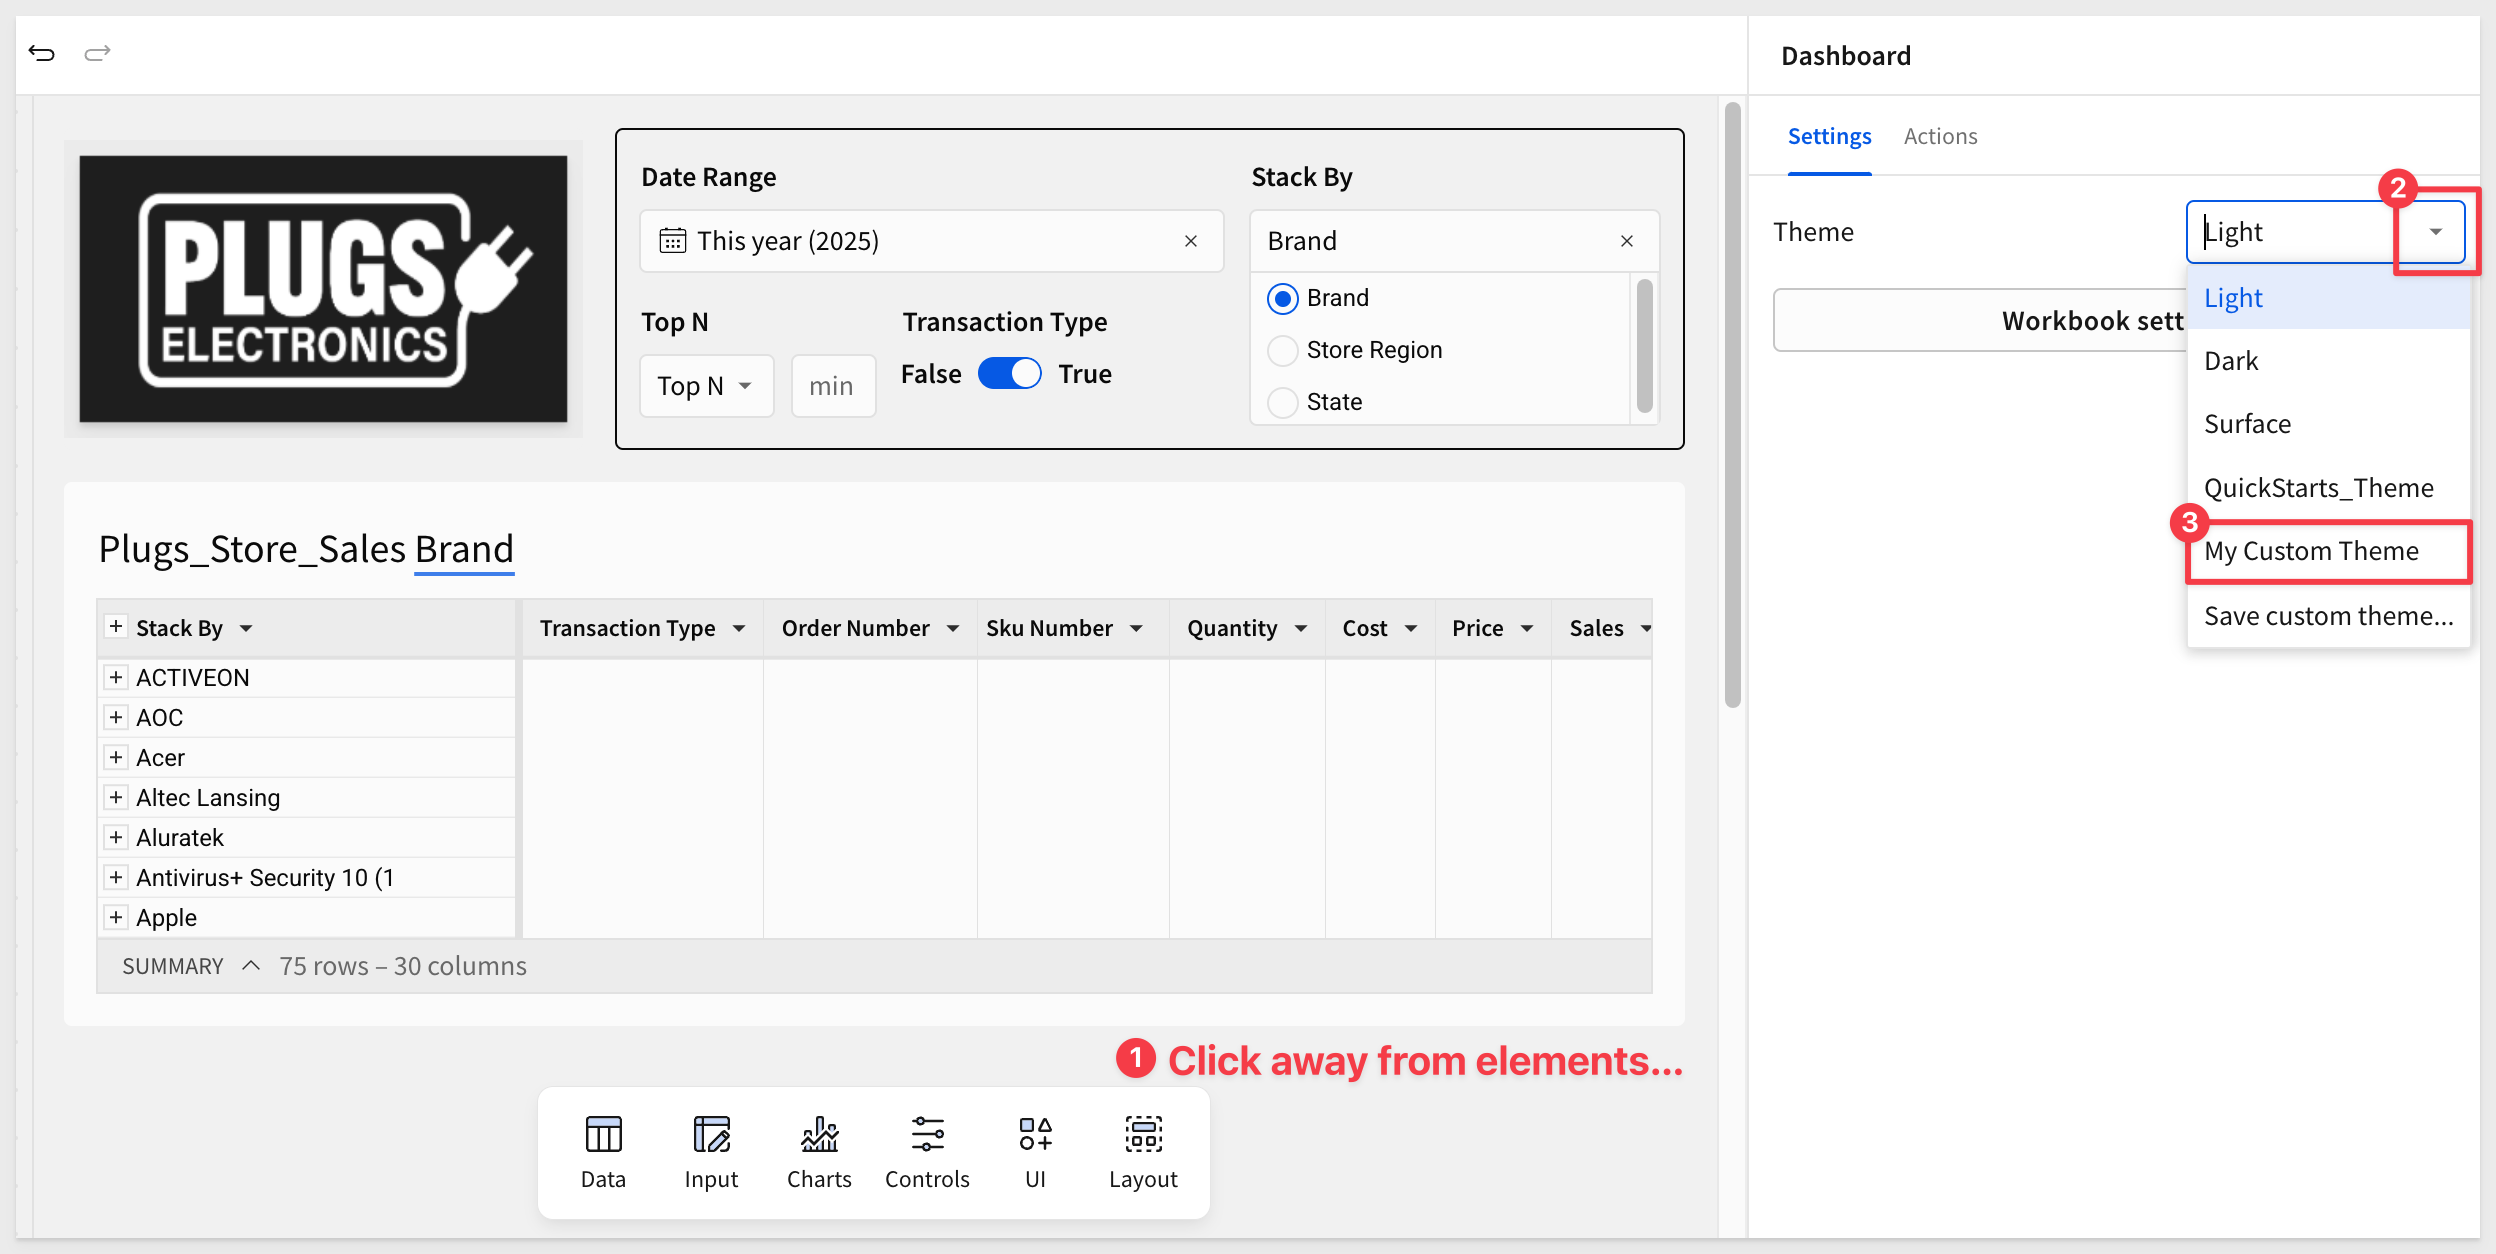 Dashboard
Settings
Actions
Theme
Light
2
Workbook sett
Light
Dark
Surface
QuickStarts_Theme
3
My Custom Theme
Save custom theme...
PLUGS
ELECTRONICS
Date Range
This year (2025)
Top N
Top N
min
Transaction Type
False
True
Stack By
Brand
Brand
Store Region
State
Plugs_Store_Sales Brand
Stack By
Transaction Type
Order Number
Sku Number
Quantity
Cost
Price
Sales
ACTIVEON
AOC
Acer
Altec Lansing
Aluratek
Antivirus+ Security 10 (1
Apple
SUMMARY
75 rows – 30 columns
1 Click away from elements...
Data
Input
Charts
Controls
UI
Layout